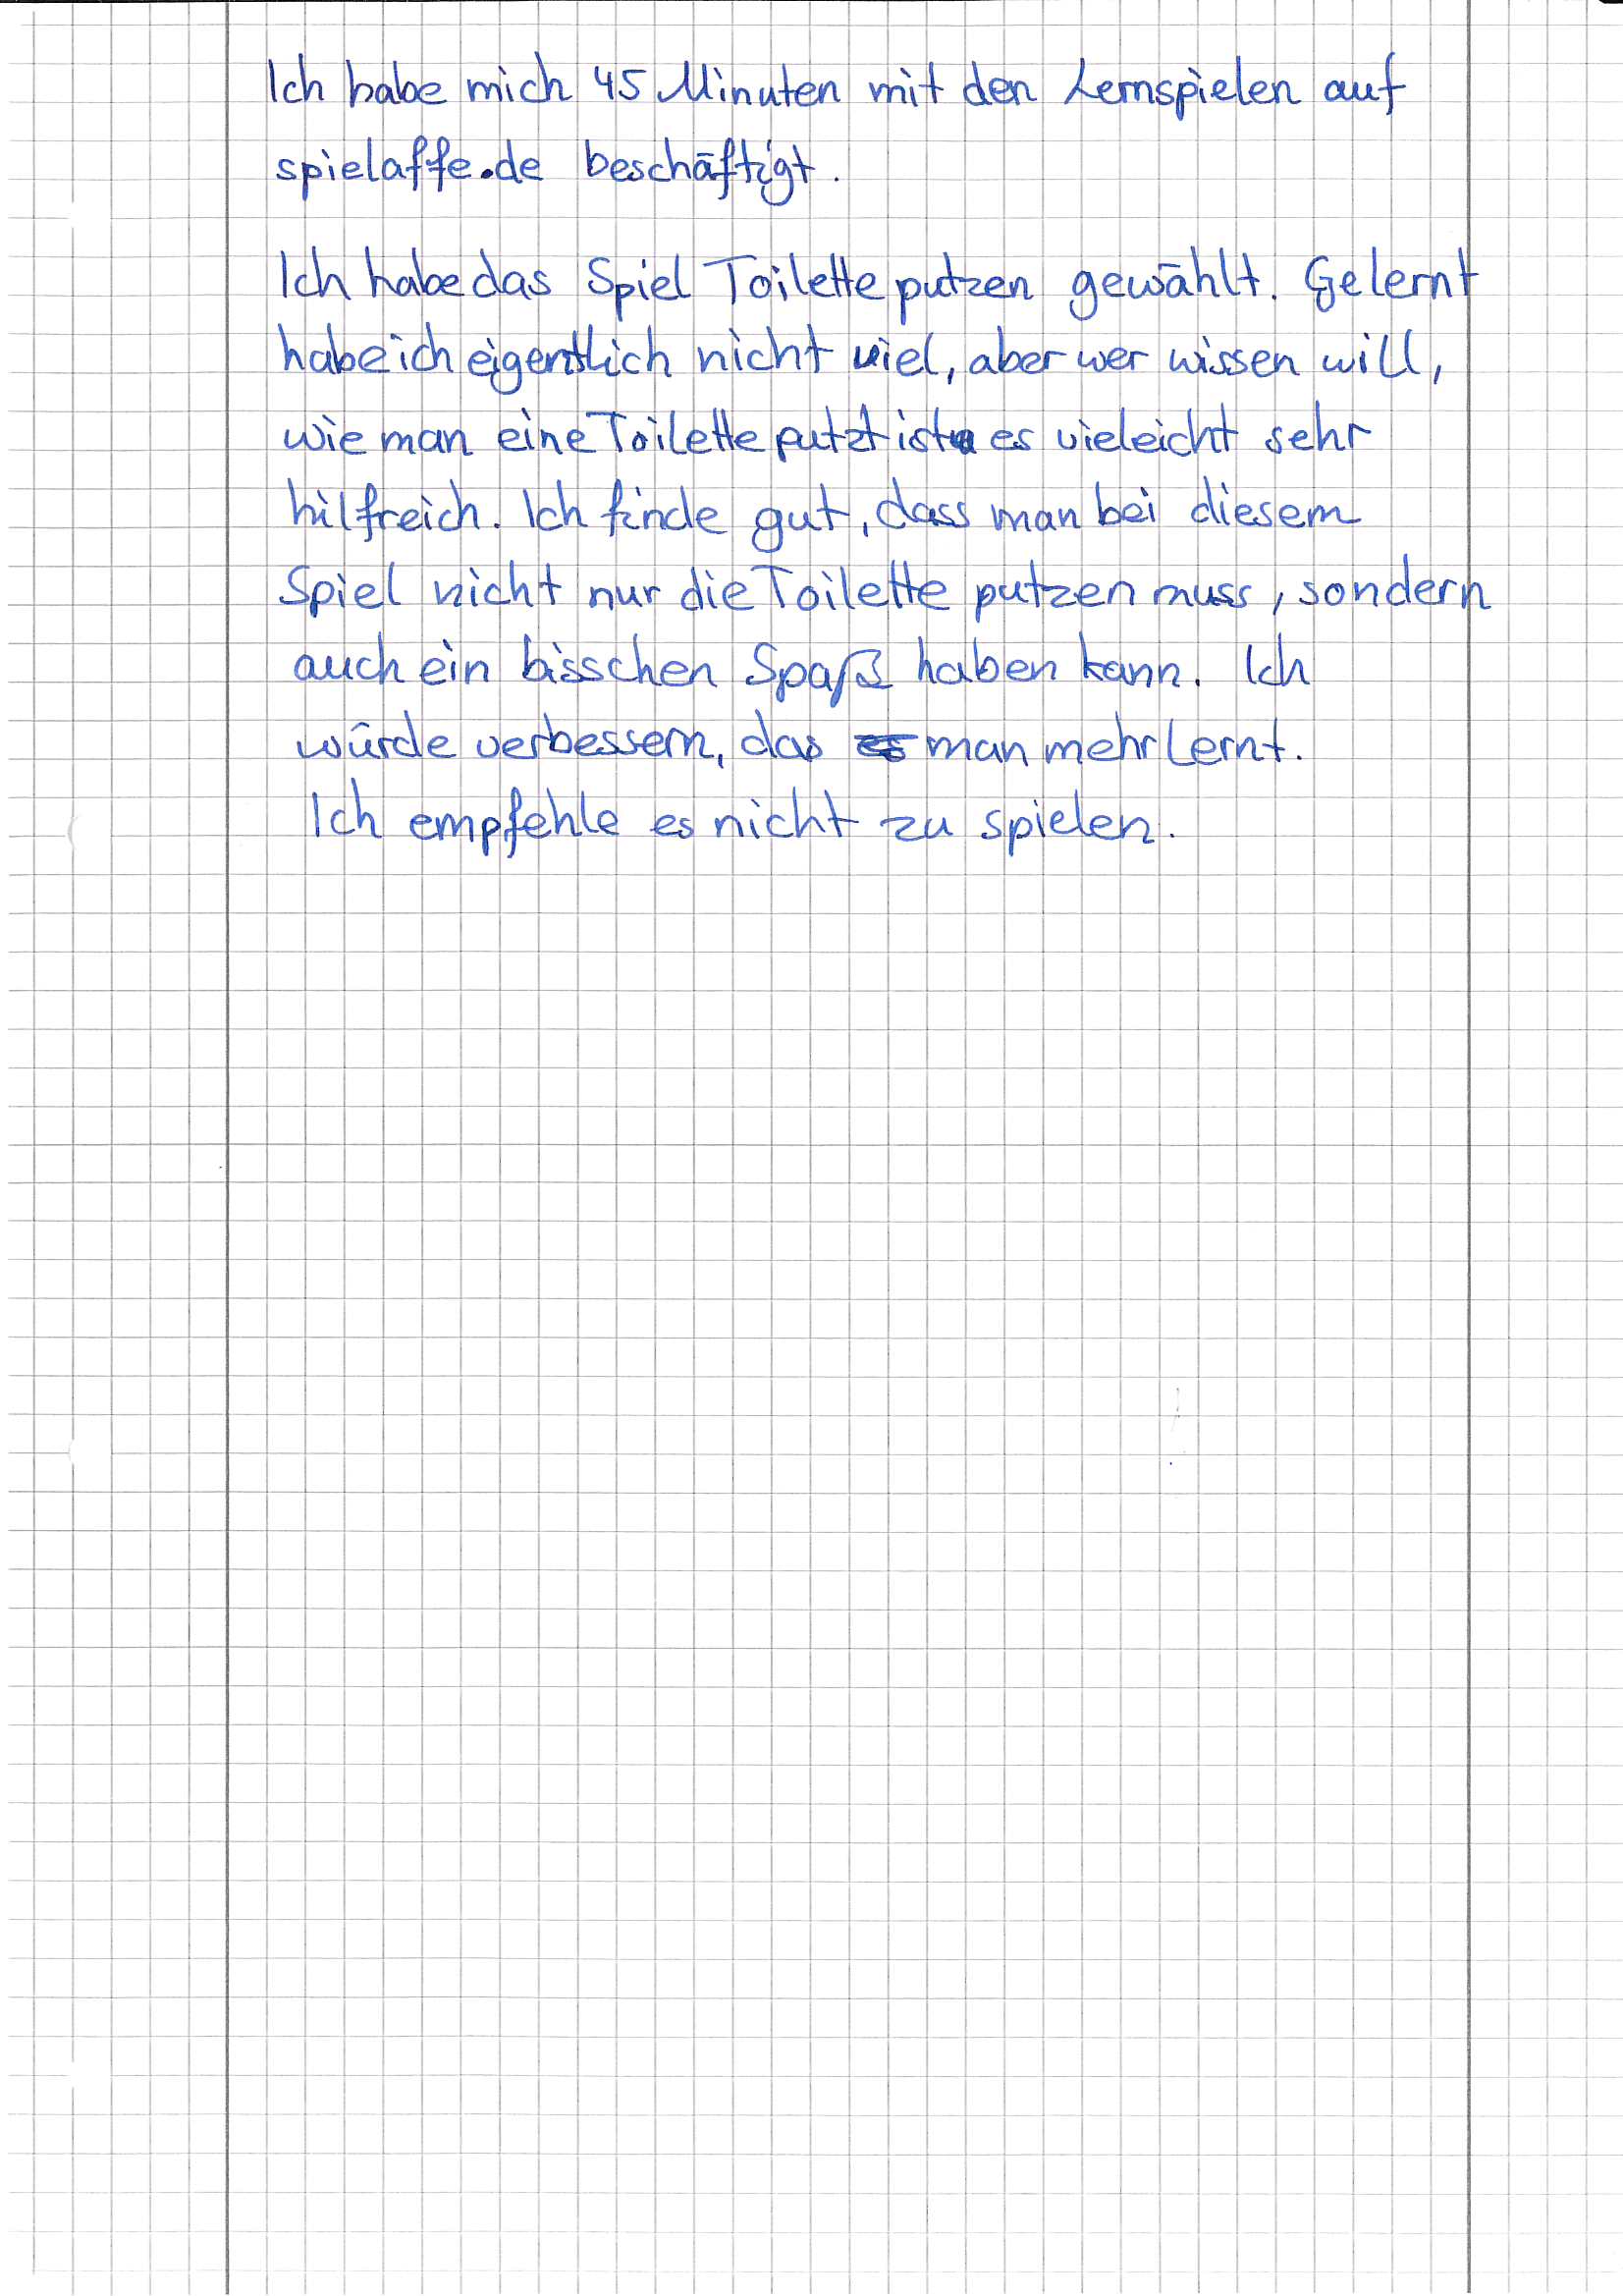 Ich habe mich 45 Minuten mit den Lernspielen auf
spielaffe.de beschäftigt.
Ich habe das Spiel Toilette putzen gewählt. Gelernt
habe ich eigentlich nicht viel, aber wer wissen will,
wie man eine Toilette putzt ist es vieleicht sehr
hilfreich. Ich finde gut, dass man bei diesem
Spiel nicht nur die Toilette putzen muss, sondern
auch ein bisschen Spaß haben kann. Ich
würde verbessern, das es man mehr lernt.
Ich empfehle es nicht zu spielen.